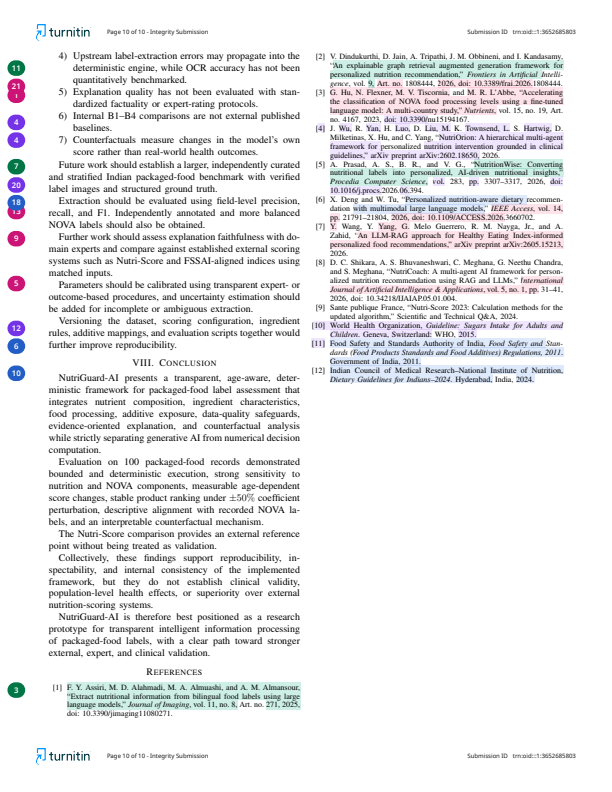 turnitin Page 10 of 10 - Integrity Submission Submission ID trn:oid:::1:3652685803
4) Upstream label-extraction errors may propagate into the
deterministic engine, while OCR accuracy has not been
quantitatively benchmarked.
5) Explanation quality has not been evaluated with stan-
dardized factuality or expert-rating protocols.
6) Internal B1–B4 comparisons are not external published
baselines.
7) Counterfactuals measure changes in the model's own
score rather than real-world health outcomes.
Future work should establish a larger, independently curated
and stratified Indian packaged-food benchmark with verified
label images and structured ground truth.
Extraction should be evaluated using field-level precision,
recall, and F1. Independently annotated and more balanced
NOVA labels should also be obtained.
Further work should assess explanation faithfulness with do-
main experts and compare against established external scoring
systems such as Nutri-Score and FSSAI-aligned indices using
matched inputs.
Parameters should be calibrated using transparent expert- or
outcome-based procedures, and uncertainty estimation should
be added for incomplete or ambiguous extraction.
Versioning the dataset, scoring configuration, ingredient
rules, additive mappings, and evaluation scripts together would
further improve reproducibility.
VIII. CONCLUSION
NutriGuard-AI presents a transparent, age-aware, deter-
ministic framework for packaged-food label assessment that
integrates nutrient composition, ingredient characteristics,
food processing, additive exposure, data-quality safeguards,
evidence-oriented explanation, and counterfactual analysis
while strictly separating generative AI from numerical decision
computation.
Evaluation on 100 packaged-food records demonstrated
bounded and deterministic execution, strong sensitivity to
nutrition and NOVA components, measurable age-dependent
score changes, stable product ranking under ±50% coefficient
perturbation, descriptive alignment with recorded NOVA la-
bels, and an interpretable counterfactual mechanism.
The Nutri-Score comparison provides an external reference
point without being treated as validation.
Collectively, these findings support reproducibility, in-
spectability, and internal consistency of the implemented
framework, but they do not establish clinical validity,
population-level health effects, or superiority over external
nutrition-scoring systems.
NutriGuard-AI is therefore best positioned as a research
prototype for transparent intelligent information processing
of packaged-food labels, with a clear path toward stronger
external, expert, and clinical validation.
REFERENCES
[1] F. Y. Assiri, M. D. Alahmadi, M. A. Almuashi, and A. M. Almansour,
"Extract nutritional information from bilingual food labels using large
language models," Journal of Imaging, vol. 11, no. 8, Art. no. 271, 2025,
doi: 10.3390/jimaging11080271.
[2] V. Dindukurthi, D. Jain, A. Tripathi, J. M. Obbineni, and I. Kandasamy,
"An explainable graph retrieval augmented generation framework for
personalized nutrition recommendation," Frontiers in Artificial Intelli-
gence, vol. 9, Art. no. 1808444, 2026, doi: 10.3389/frai.2026.1808444.
[3] G. Hu, N. Flexner, M. V. Tiscornia, and M. R. L'Abbe, "Accelerating
the classification of NOVA food processing levels using a fine-tuned
language model: A multi-country study," Nutrients, vol. 15, no. 19, Art.
no. 4167, 2023, doi: 10.3390/nu15194167.
[4] J. Wu, R. Yan, H. Luo, D. Liu, M. K. Townsend, L. S. Hartwig, D.
Milketinas, X. Hu, and C. Yang, "NutriOrion: A hierarchical multi-agent
framework for personalized nutrition intervention grounded in clinical
guidelines," arXiv preprint arXiv:2602.18650, 2026.
[5] A. Prasad, A. S, B. R., and V. G., "NutritionWise: Converting
nutritional labels into personalized, AI-driven nutritional insights,"
Procedia Computer Science, vol. 283, pp. 3307–3317, 2026, doi:
10.1016/j.procs.2026.06.394.
[6] X. Deng and Y. Tu, "Personalized nutrition-aware dietary recommen-
dation with multimodal large language models," IEEE Access, vol. 14,
pp. 21791–21804, 2026, doi: 10.1109/ACCESS.2026.3660702.
[7] Y. Wang, Y. Yang, G. Melo Guerrero, R. M. Nayga, Jr., and A.
Zahid, "An LLM-RAG approach for Healthy Eating Index-informed
personalized food recommendations," arXiv preprint arXiv:2605.15213,
2026.
[8] D. C. Shikara, A. S. Bhuvaneshwari, C. Meghana, G. Neethu Chandra,
and S. Meghana, "NutriCoach: A multi-agent AI framework for person-
alized nutrition recommendation using RAG and LLMs," International
Journal of Artificial Intelligence & Applications, vol. 5, no. 1, pp. 31–41,
2026, doi: 10.34218/IJAIAP.05.01.004.
[9] Sante publique France, "Nutri-Score 2023: Calculation methods for the
updated algorithm," Scientific and Technical Q&A, 2024.
[10] World Health Organization, Guideline: Sugars Intake for Adults and
Children. Geneva, Switzerland: WHO, 2015.
[11] Food Safety and Standards Authority of India, Food Safety and Stan-
dards (Food Products Standards and Food Additives) Regulations, 2011.
Government of India, 2011.
[12] Indian Council of Medical Research–National Institute of Nutrition,
Dietary Guidelines for Indians–2024. Hyderabad, India, 2024.
11
21
1
4
4
7
20
18
13
9
5
12
6
10
3
turnitin Page 10 of 10 - Integrity Submission Submission ID trn:oid:::1:3652685803